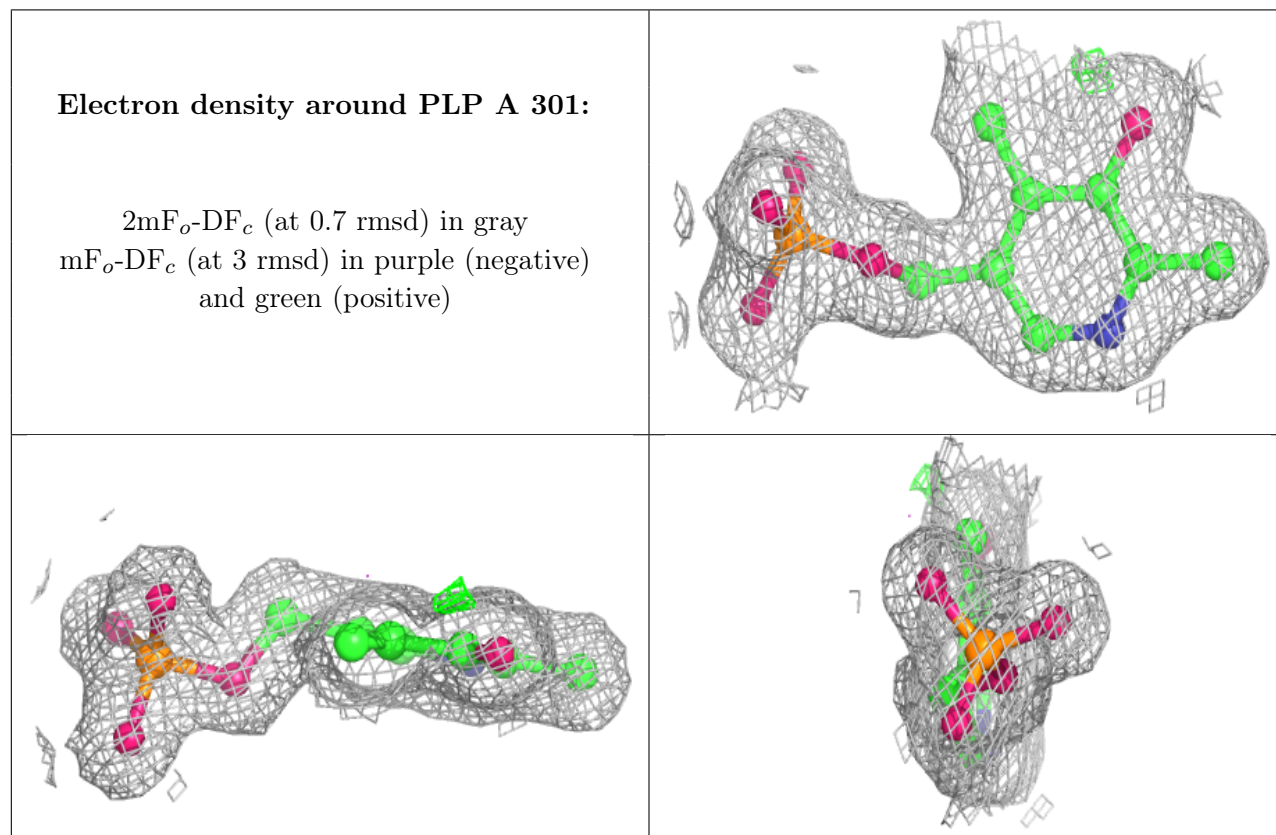 Electron density around PLP A 301:
2mFo-DFc (at 0.7 rmsd) in gray
mFo-DFc (at 3 rmsd) in purple (negative)
and green (positive)